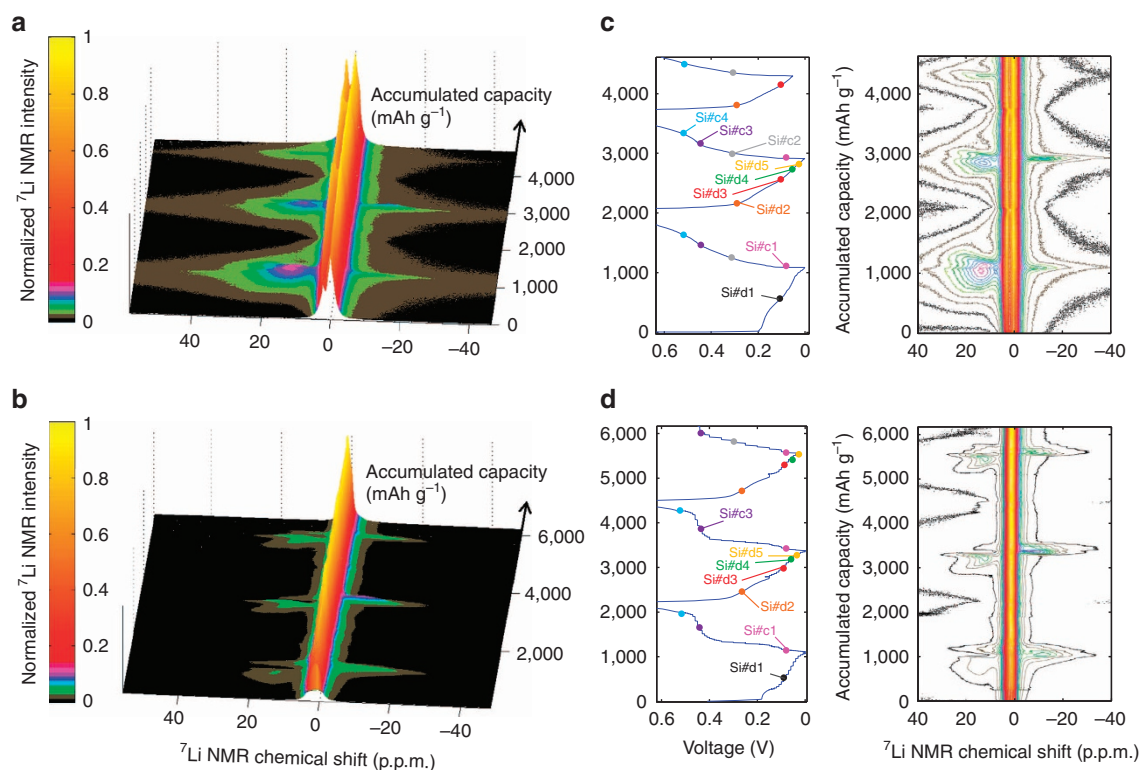 a
Normalized ⁷Li NMR intensity
1
0.8
0.6
0.4
0.2
0
Accumulated capacity
(mAh g⁻¹)
4,000
3,000
2,000
1,000
0
40
20
0
−20
−40
b
Normalized ⁷Li NMR intensity
1
0.8
0.6
0.4
0.2
0
Accumulated capacity
(mAh g⁻¹)
6,000
4,000
2,000
40
20
0
−20
−40
⁷Li NMR chemical shift (p.p.m.)
c
4,000
3,000
2,000
1,000
0
Si#c4
Si#c3
Si#c2
Si#d5
Si#d4
Si#d3
Si#d2
Si#c1
Si#d1
0.6 0.4 0.2 0
Accumulated capacity (mAh g⁻¹)
4,000
3,000
2,000
1,000
0
40 20 0 −20 −40
d
6,000
5,000
4,000
3,000
2,000
1,000
0
Si#c3
Si#d5
Si#d4
Si#d3
Si#d2
Si#c1
Si#d1
0.6 0.4 0.2 0
Voltage (V)
Accumulated capacity (mAh g⁻¹)
6,000
5,000
4,000
3,000
2,000
1,000
0
40 20 0 −20 −40
⁷Li NMR chemical shift (p.p.m.)